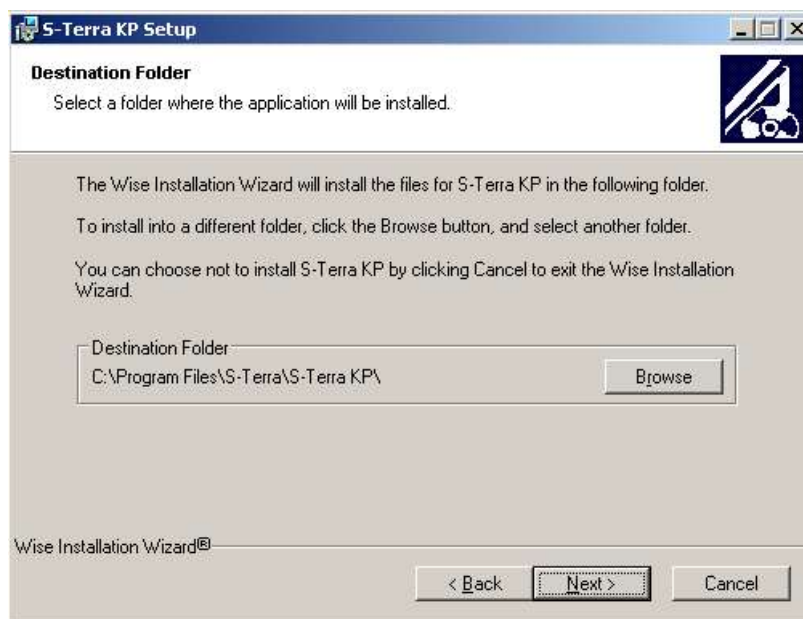 S-Terra KP Setup
Destination Folder
Select a folder where the application will be installed.
The Wise Installation Wizard will install the files for S-Terra KP in the following folder.
To install into a different folder, click the Browse button, and select another folder.
You can choose not to install S-Terra KP by clicking Cancel to exit the Wise Installation
Wizard.
Destination Folder
C:\Program Files\S-Terra\S-Terra KP\
Browse
Wise Installation Wizard®
< Back
Next >
Cancel